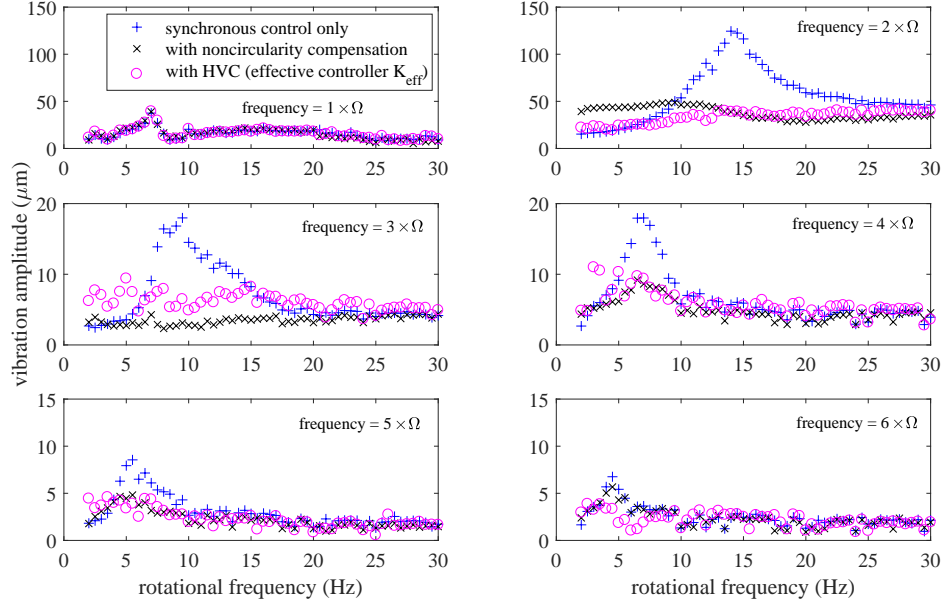 synchronous control only
with noncircularity compensation
with HVC (effective controller K_eff)
frequency = 1 × Ω
150
100
50
0
0 5 10 15 20 25 30
frequency = 2 × Ω
150
100
50
0
0 5 10 15 20 25 30
vibration amplitude (μm)
frequency = 3 × Ω
20
10
0
0 5 10 15 20 25 30
frequency = 4 × Ω
20
10
0
0 5 10 15 20 25 30
frequency = 5 × Ω
15
10
5
0
0 5 10 15 20 25 30
rotational frequency (Hz)
frequency = 6 × Ω
15
10
5
0
0 5 10 15 20 25 30
rotational frequency (Hz)